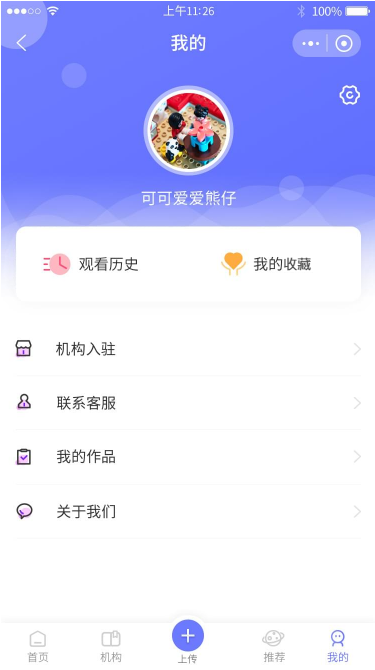 上午11:26
100%
我的
可可爱爱熊仔
观看历史
我的收藏
机构入驻
联系客服
我的作品
关于我们
首页
机构
上传
推荐
我的